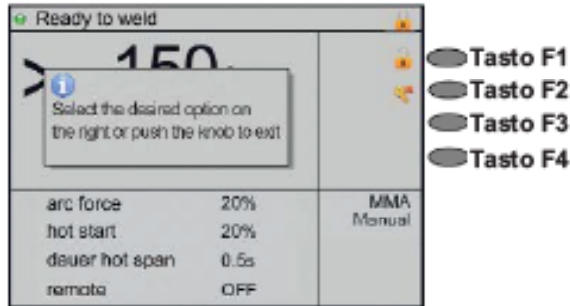 Ready to weld
> 150
Select the desired option on
the right or push the knob to exit
Tasto F1
Tasto F2
Tasto F3
Tasto F4
arc force 20%
hot start 20%
dauer hot span 0.5s
remote OFF
MMA
Manual